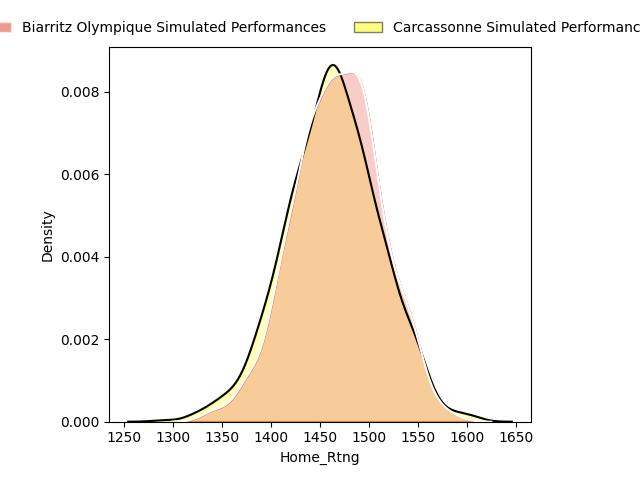 Biarritz Olympique Simulated Performances
Carcassonne Simulated Performanc
0.008
0.006
0.004
0.002
0.000
Density
1250 1300 1350 1400 1450 1500 1550 1600 1650
Home_Rtng